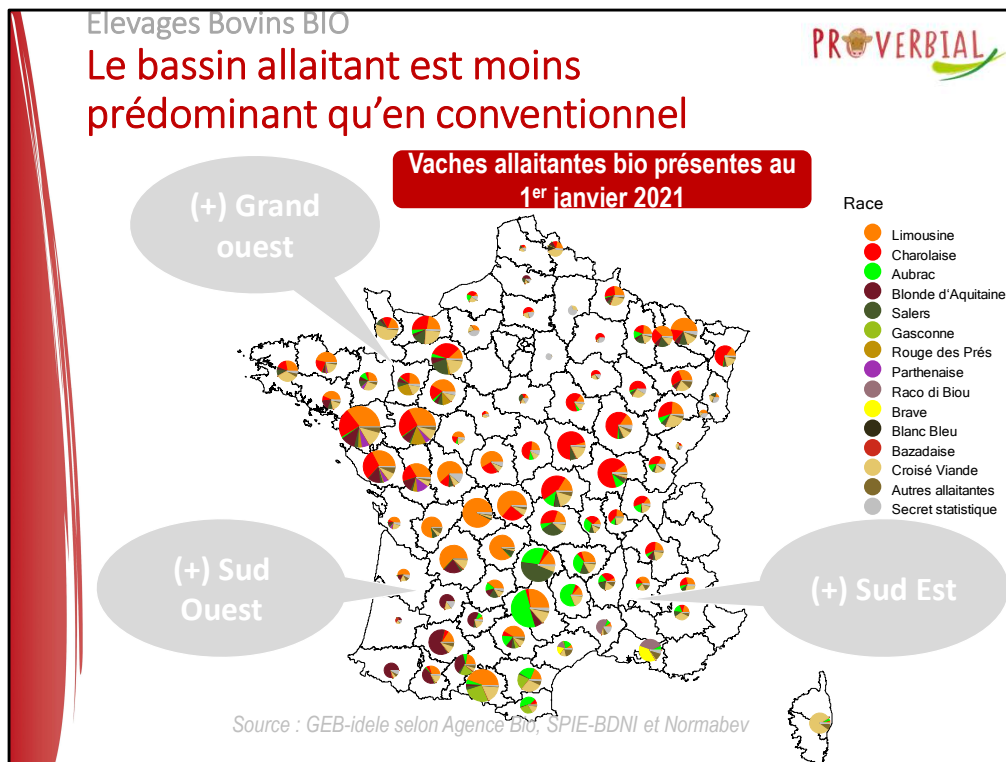 Elevages Bovins BIO
Le bassin allaitant est moins
prédominant qu'en conventionnel
PROVERBIAL
Vaches allaitantes bio présentes au
1er janvier 2021
(+) Grand
ouest
Race
Limousine
Charolaise
Aubrac
Blonde d'Aquitaine
Salers
Gasconne
Rouge des Prés
Parthenaise
Raco di Biou
Brave
Blanc Bleu
Bazadaise
Croisé Viande
Autres allaitantes
Secret statistique
(+) Sud
Ouest
(+) Sud Est
Source : GEB-idele selon Agence Bio, SPIE-BDNI et Normabev